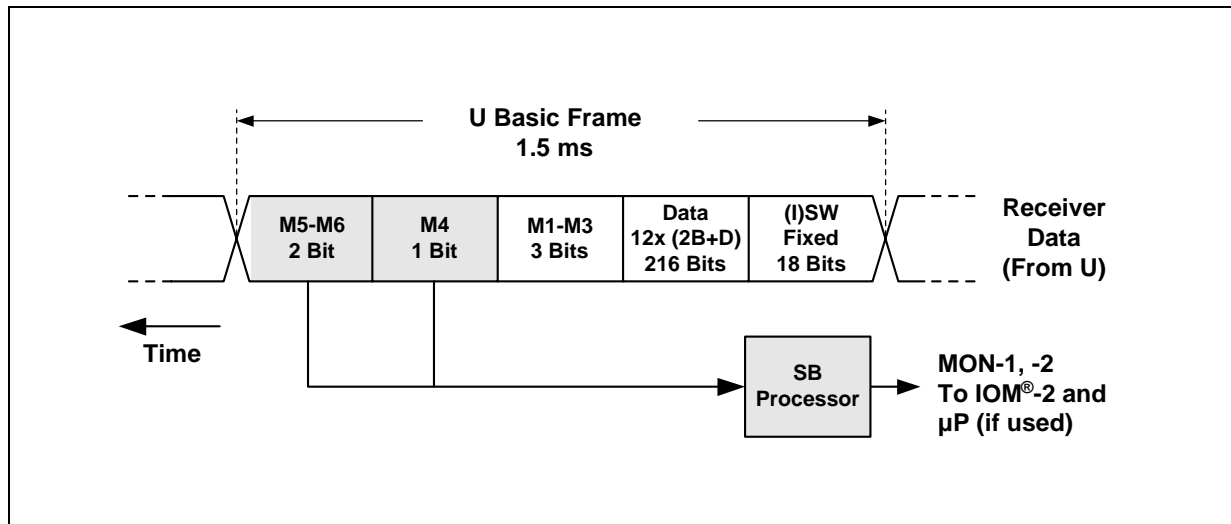 U Basic Frame
1.5 ms
M5-M6
2 Bit
M4
1 Bit
M1-M3
3 Bits
Data
12x (2B+D)
216 Bits
(I)SW
Fixed
18 Bits
Receiver
Data
(From U)
Time
SB
Processor
MON-1, -2
To IOM®-2 and
µP (if used)